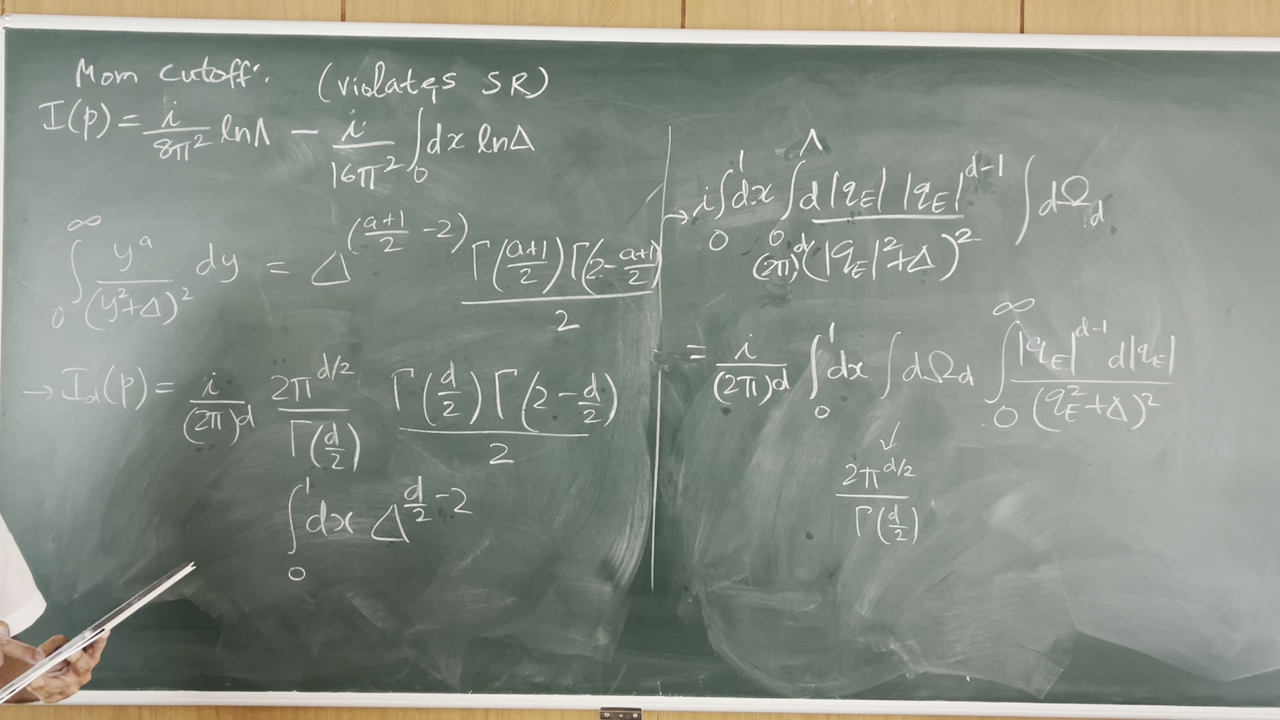 Mom cutoff: (violates SR)
I(p) = i/8π² lnΛ − i/16π² ∫₀¹ dx lnΔ
∫₀^∞ y^a/(y²+Δ)² dy = Δ^((a+1)/2 − 2) Γ((a+1)/2) Γ(2−(a+1)/2) / 2
→ I_d(p) = i/(2π)^d 2π^(d/2)/Γ(d/2) Γ(d/2) Γ(2−d/2) / 2
∫₀¹ dx Δ^(d/2 − 2)
→ i ∫₀¹ dx ∫₀^Λ d|q_E| |q_E|^(d-1) / (2π)^d (|q_E|²+Δ)² ∫ dΩ_d
= i/(2π)^d ∫₀¹ dx ∫ dΩ_d ∫₀^∞ |q_E|^(d-1) d|q_E| / (q_E²+Δ)²
↓
2π^(d/2) / Γ(d/2)